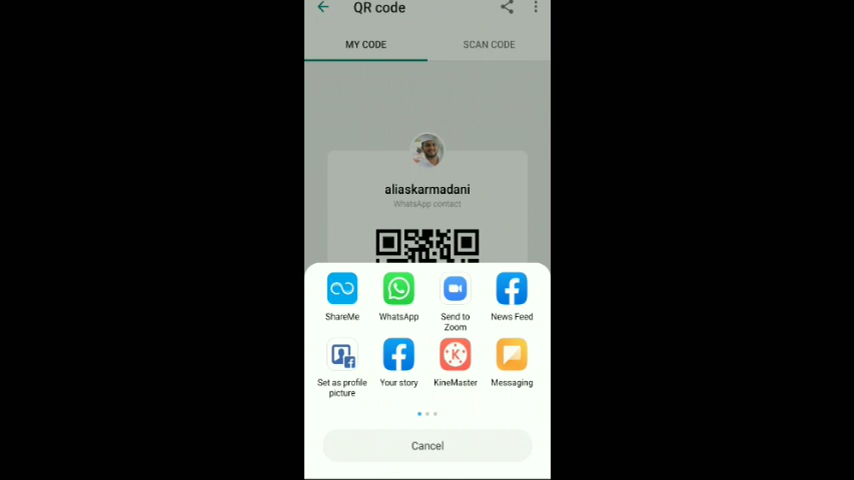 QR code
MY CODE
SCAN CODE
aliaskarmadani
WhatsApp contact
ShareMe
WhatsApp
Send to
Zoom
News Feed
Set as profile
picture
Your story
KineMaster
Messaging
Cancel